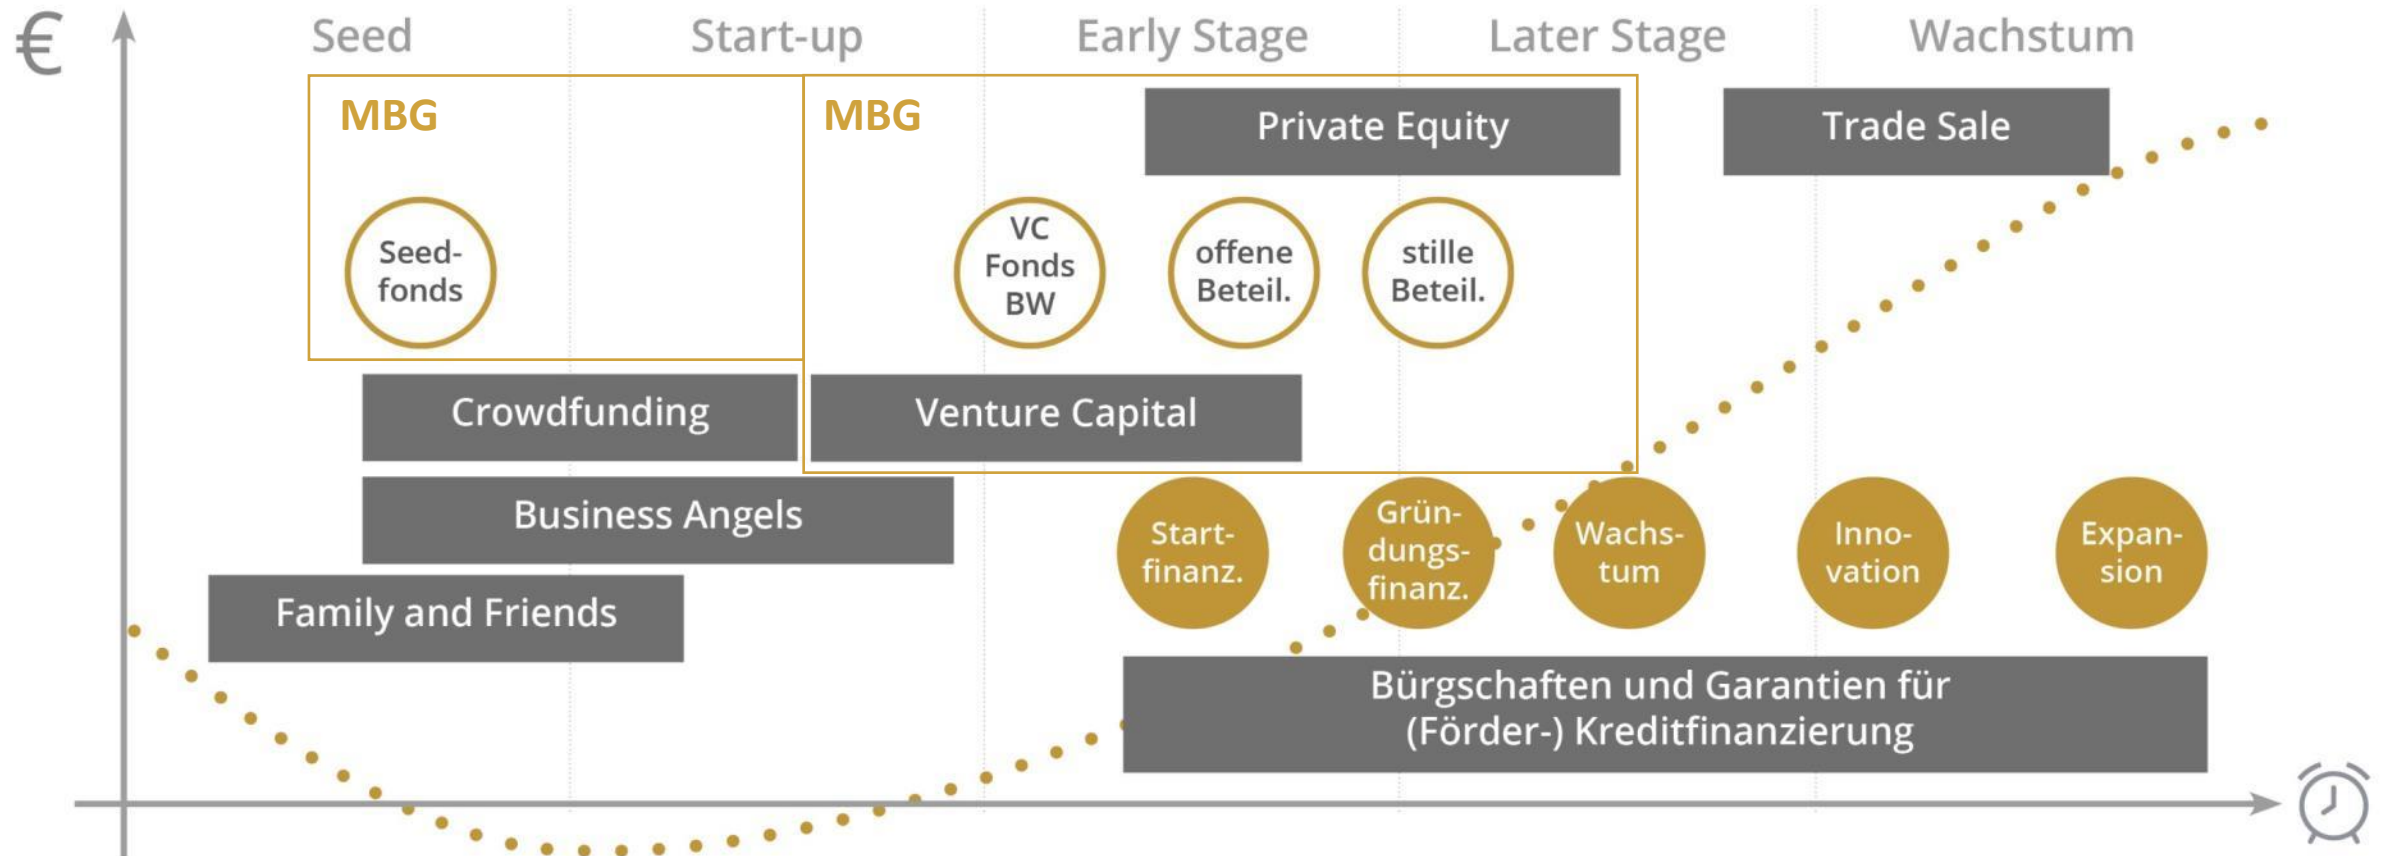 €
Seed
Start-up
Early Stage
Later Stage
Wachstum
MBG
MBG
Private Equity
Trade Sale
Seed-
fonds
VC
Fonds
BW
offene
Beteil.
stille
Beteil.
Crowdfunding
Venture Capital
Business Angels
Start-
finanz.
Grün-
dungs-
finanz.
Wachs-
tum
Inno-
vation
Expan-
sion
Family and Friends
Bürgschaften und Garantien für
(Förder-) Kreditfinanzierung